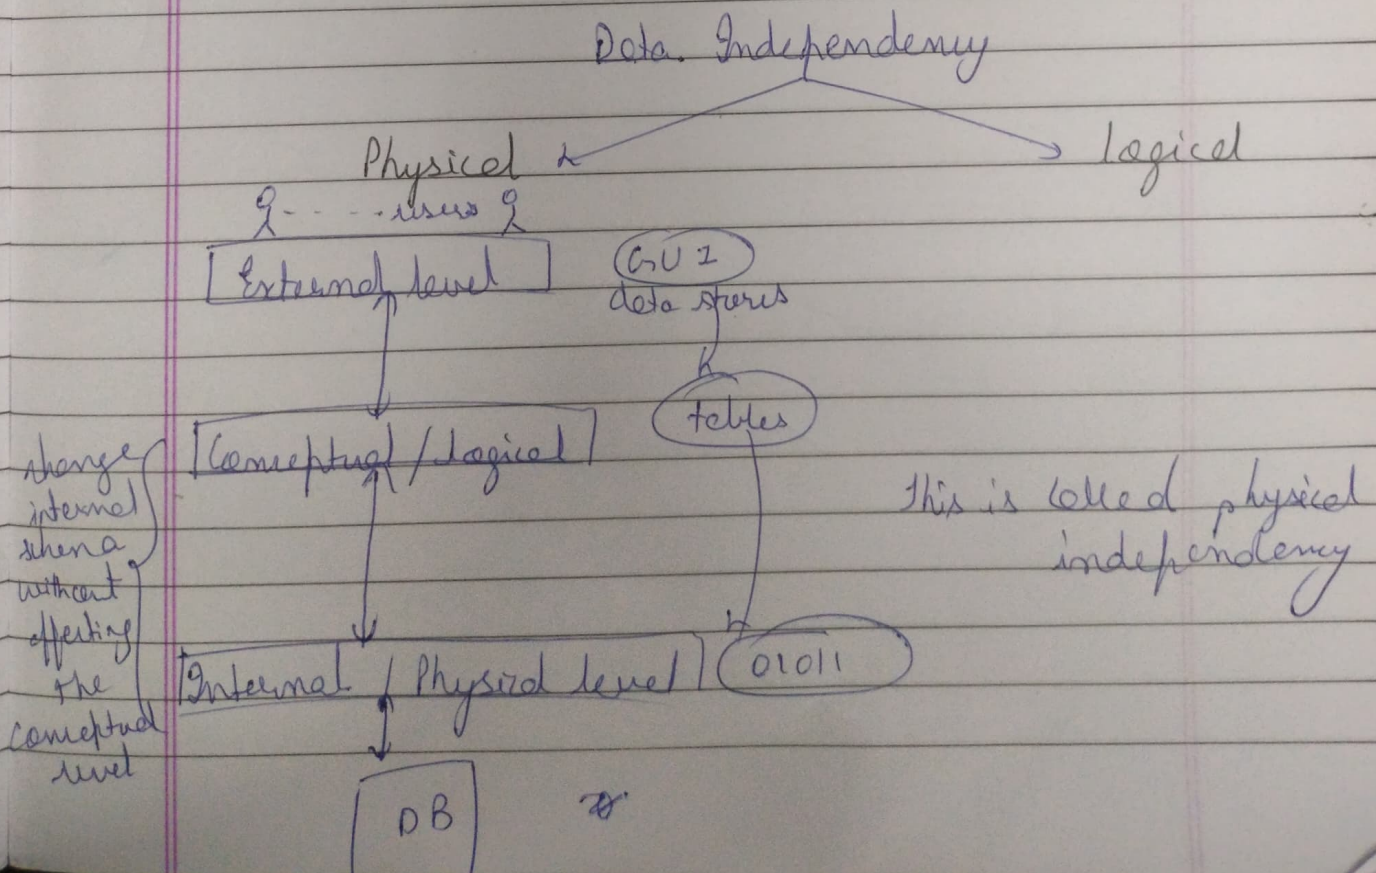 Data Independency
Physical
Logical
users
External level
GUI
data stores
Conceptual / Logical
tables
change
internal
schema
without
affecting
the
conceptual
level
This is called physical
independency
Internal / Physical level
01011
DB